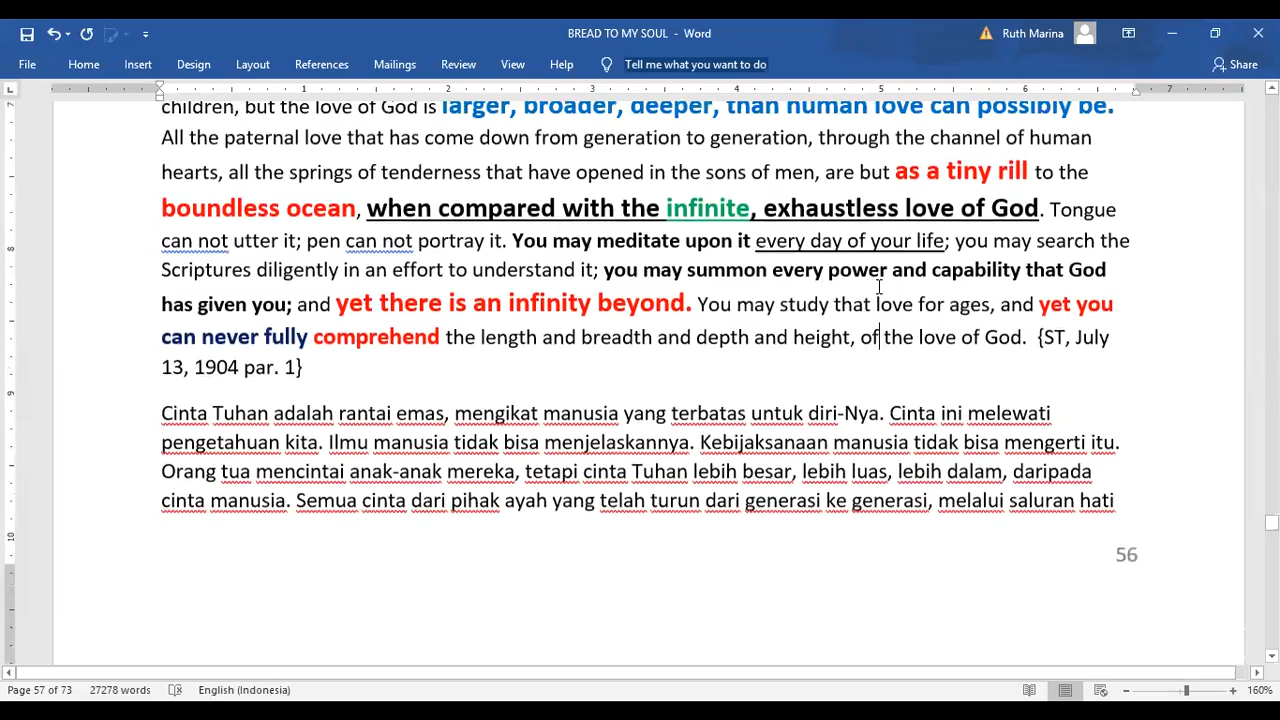 BREAD TO MY SOUL - Word
Ruth Marina
File Home Insert Design Layout References Mailings Review View Help Tell me what you want to do Share
1 2 3 4 5 6 7
children, but the love of God is larger, broader, deeper, than human love can possibly be.
All the paternal love that has come down from generation to generation, through the channel of human
hearts, all the springs of tenderness that have opened in the sons of men, are but as a tiny rill to the
boundless ocean, when compared with the infinite, exhaustless love of God. Tongue
can not utter it; pen can not portray it. You may meditate upon it every day of your life; you may search the
Scriptures diligently in an effort to understand it; you may summon every power and capability that God
has given you; and yet there is an infinity beyond. You may study that love for ages, and yet you
can never fully comprehend the length and breadth and depth and height, of the love of God. {ST, July
13, 1904 par. 1}
Cinta Tuhan adalah rantai emas, mengikat manusia yang terbatas untuk diri-Nya. Cinta ini melewati
pengetahuan kita. Ilmu manusia tidak bisa menjelaskannya. Kebijaksanaan manusia tidak bisa mengerti itu.
Orang tua mencintai anak-anak mereka, tetapi cinta Tuhan lebih besar, lebih luas, lebih dalam, daripada
cinta manusia. Semua cinta dari pihak ayah yang telah turun dari generasi ke generasi, melalui saluran hati
56
Page 57 of 73 27278 words English (Indonesia) 160%